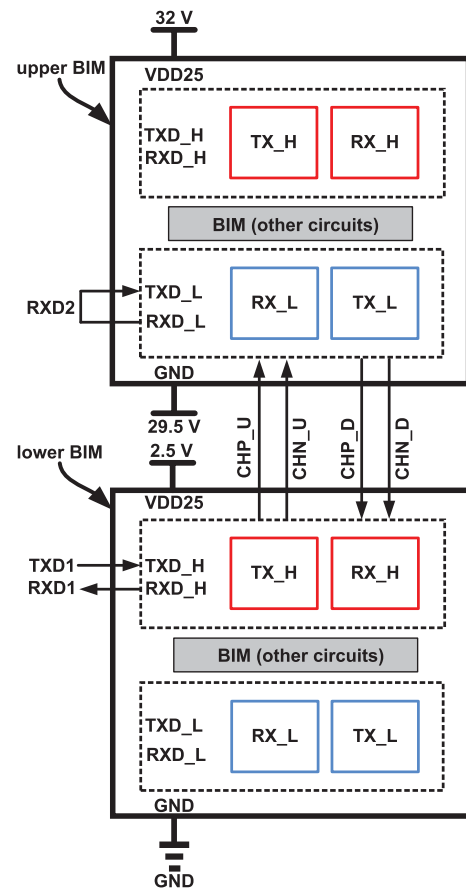 32 V
upper BIM
VDD25
TXD_H
RXD_H
TX_H
RX_H
BIM (other circuits)
RXD2
TXD_L
RXD_L
RX_L
TX_L
GND
29.5 V
2.5 V
CHP_U
CHN_U
CHP_D
CHN_D
lower BIM
VDD25
TXD1
RXD1
TXD_H
RXD_H
TX_H
RX_H
BIM (other circuits)
TXD_L
RXD_L
RX_L
TX_L
GND
GND